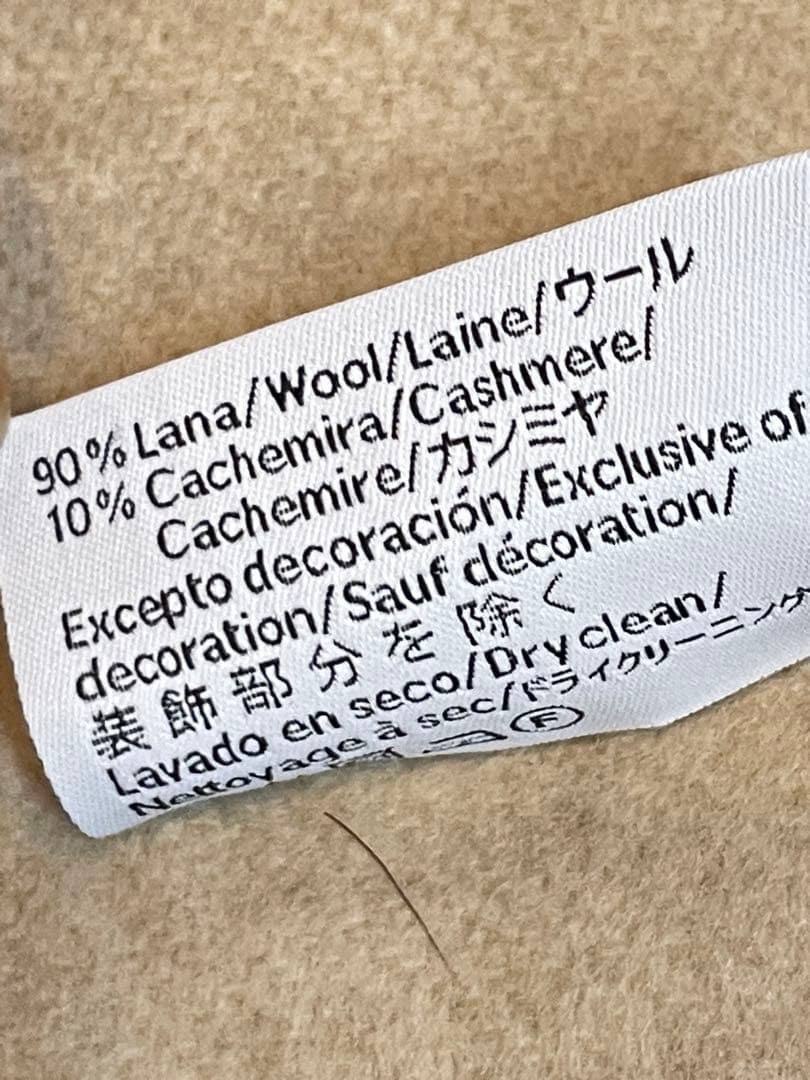 90% Lana/Wool/Laine/ウール
10% Cachemira/Cashmere/
Cachemire/カシミヤ
Excepto decoración/Exclusive of
decoration/Sauf décoration/
装飾部分を除く
Lavado en seco/Dry clean/
Nettoyage à sec/ドライクリーニング
F